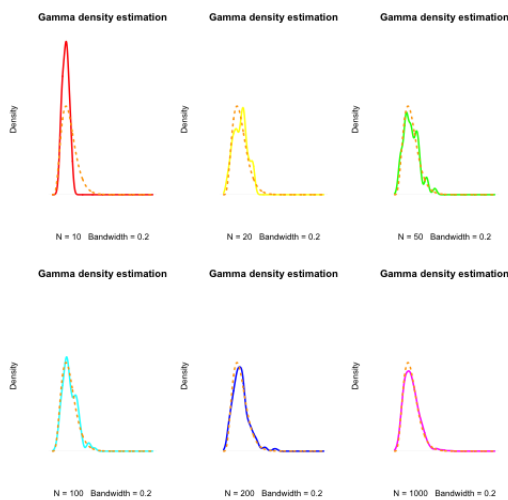 Gamma density estimation
Density
N = 10   Bandwidth = 0.2
Gamma density estimation
Density
N = 20   Bandwidth = 0.2
Gamma density estimation
Density
N = 50   Bandwidth = 0.2
Gamma density estimation
Density
N = 100   Bandwidth = 0.2
Gamma density estimation
Density
N = 200   Bandwidth = 0.2
Gamma density estimation
Density
N = 1000   Bandwidth = 0.2